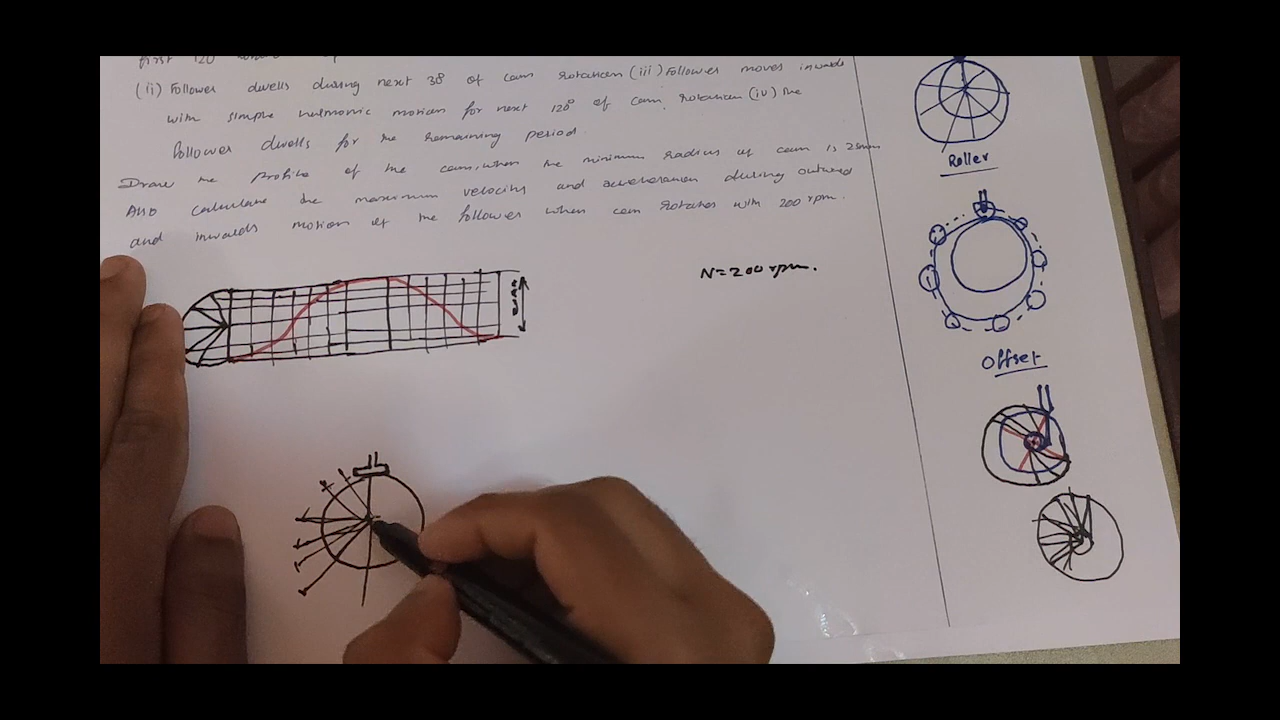 first 120
(ii) Follower dwells during next 30° of cam rotation (iii) Follower moves inwards
with simple harmonic motion for next 120° of cam rotation (iv) The
follower dwells for the remaining period
Draw the profile of the cam, when the minimum radius of cam is 25mm
Also calculate the maximum velocity and acceleration during outward
and inwards motion of the follower when cam rotates with 200 rpm.
N=200 rpm.
Roller
Offset